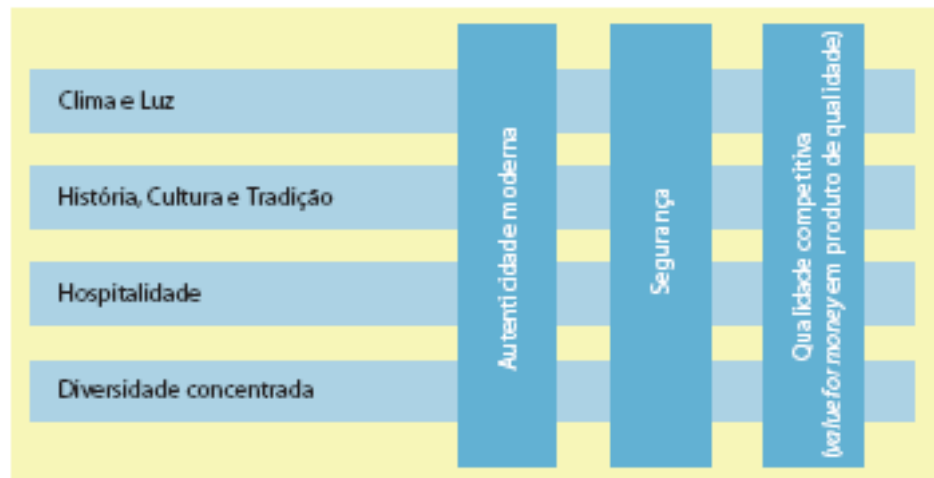 Clima e Luz
História, Cultura e Tradição
Hospitalidade
Diversidade concentrada
Autenticidade moderna
Segurança
Qualidade competitiva
(value for money em produto de qualidade)